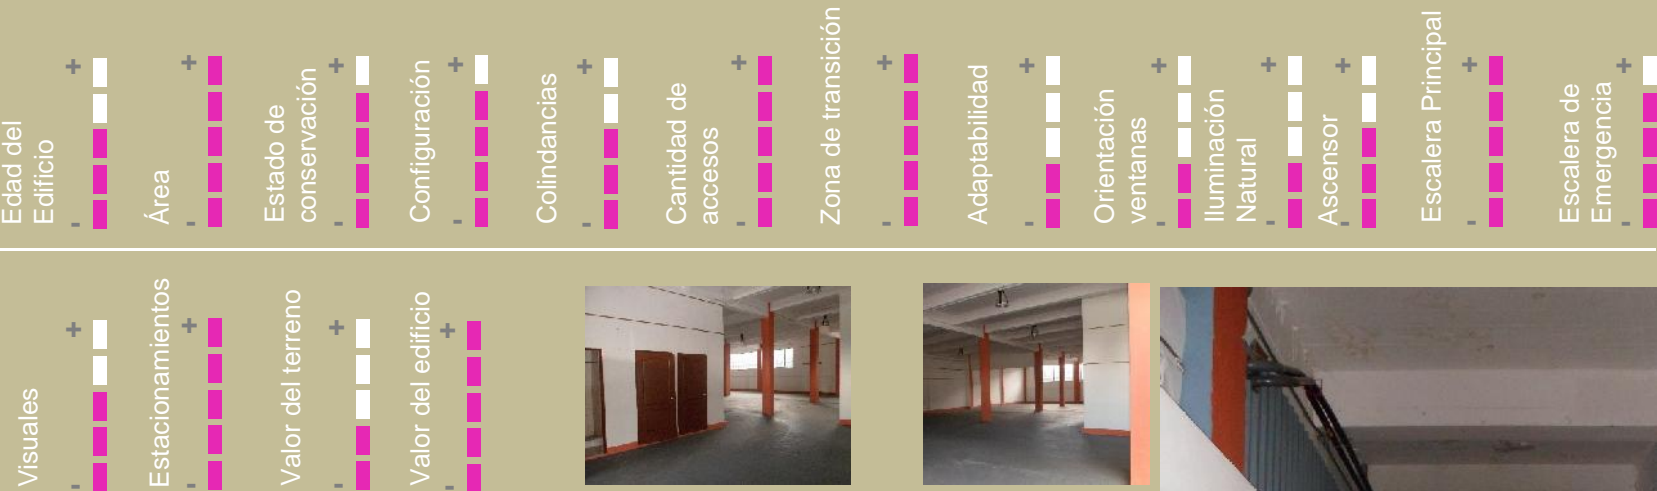 Edad del
Edificio
+
-
Área
+
-
Estado de
conservación
+
-
Configuración
+
-
Colindancias
+
-
Cantidad de
accesos
+
-
Zona de transición
+
-
Adaptabilidad
+
-
Orientación
ventanas
+
-
Iluminación
Natural
+
-
Ascensor
+
-
Escalera Principal
+
-
Escalera de
Emergencia
+
-
Visuales
+
-
Estacionamientos
+
-
Valor del terreno
+
-
Valor del edificio
+
-